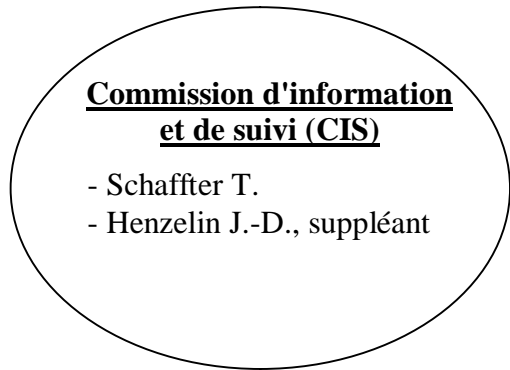 Commission d'information
et de suivi (CIS)
- Schaffter T.
- Henzelin J.-D., suppléant